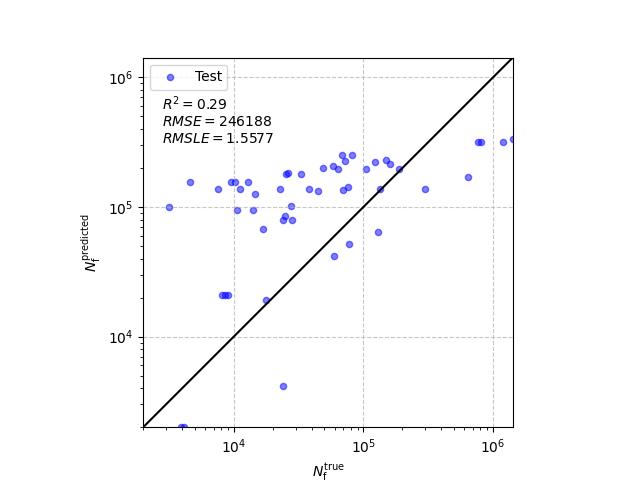 Test
R² = 0.29
RMSE = 246188
RMSLE = 1.5577
10⁶
10⁵
10⁴
N_f^predicted
10⁴ 10⁵ 10⁶
N_f^true